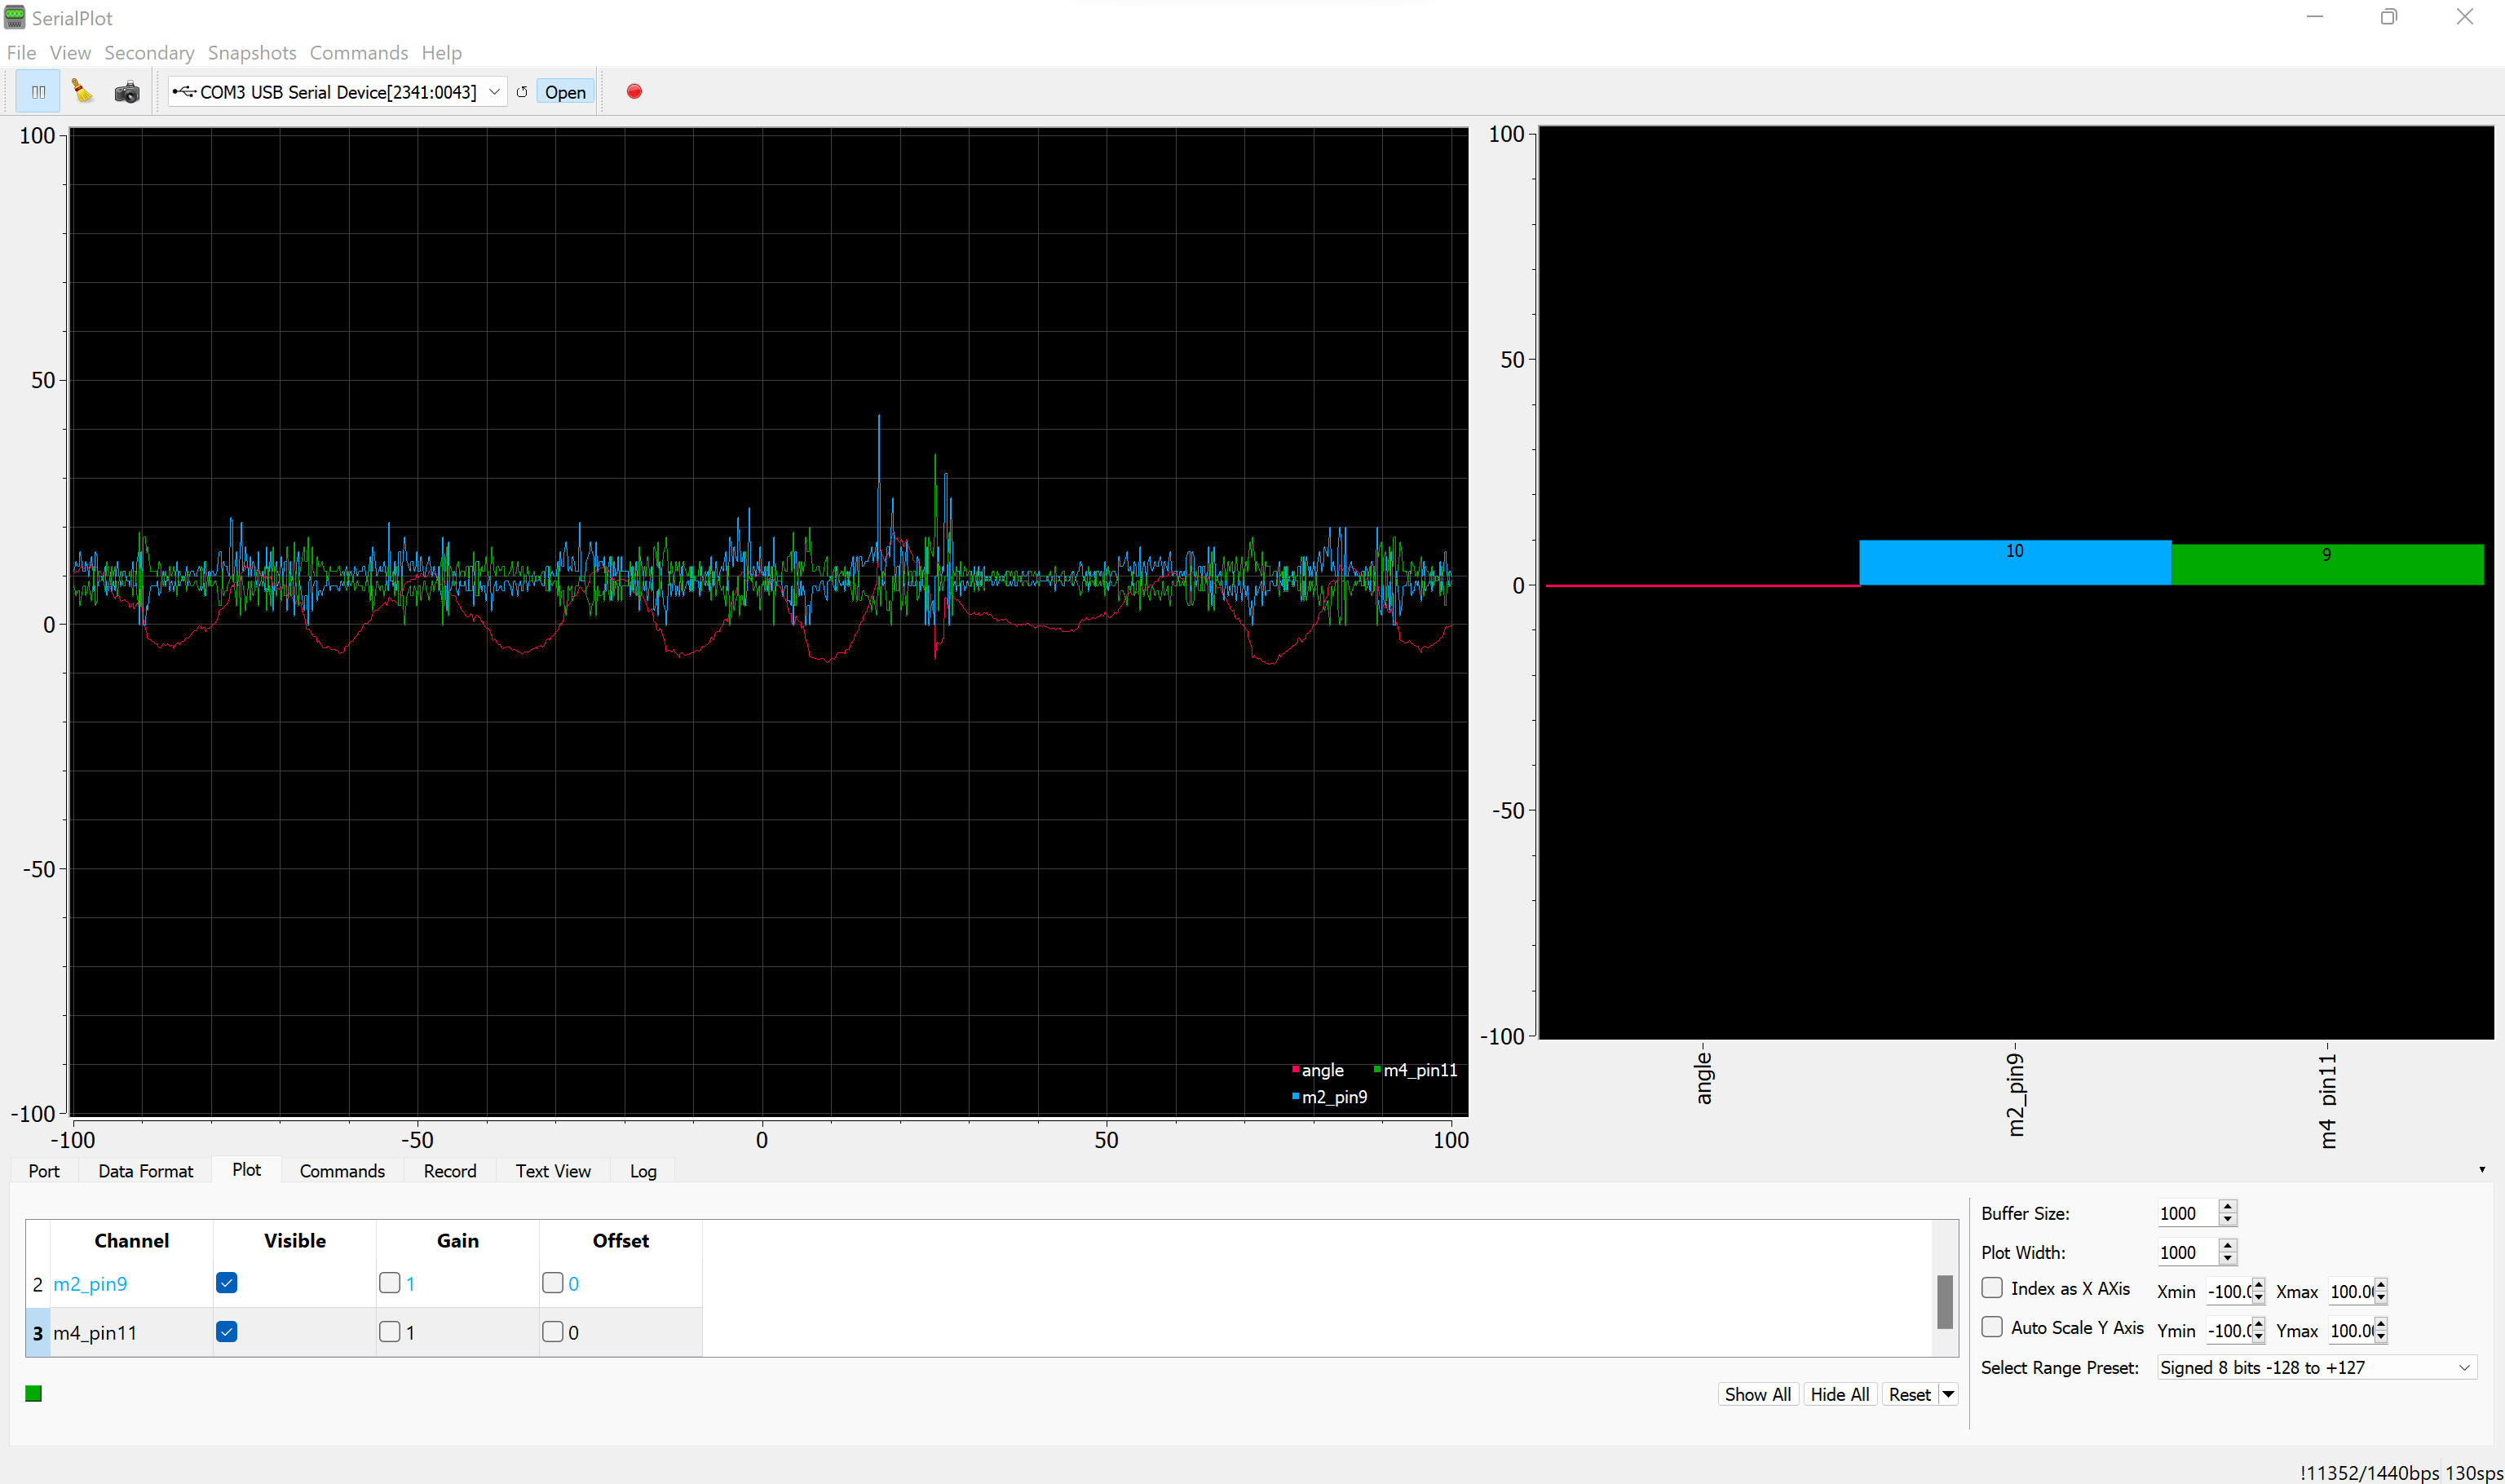 SerialPlot
File View Secondary Snapshots Commands Help
COM3 USB Serial Device[2341:0043] Open
100
50
0
-50
-100
-100 -50 0 50 100
angle m4_pin11
m2_pin9
100
50
0
-50
-100
10
9
angle
m2_pin9
m4 pin11
Port Data Format Plot Commands Record Text View Log
Channel Visible Gain Offset
2 m2_pin9 1 0
3 m4_pin11 1 0
Show All Hide All Reset
Buffer Size: 1000
Plot Width: 1000
Index as X AXis Xmin -100.0 Xmax 100.00
Auto Scale Y Axis Ymin -100.0 Ymax 100.00
Select Range Preset: Signed 8 bits -128 to +127
!11352/1440bps 130sps